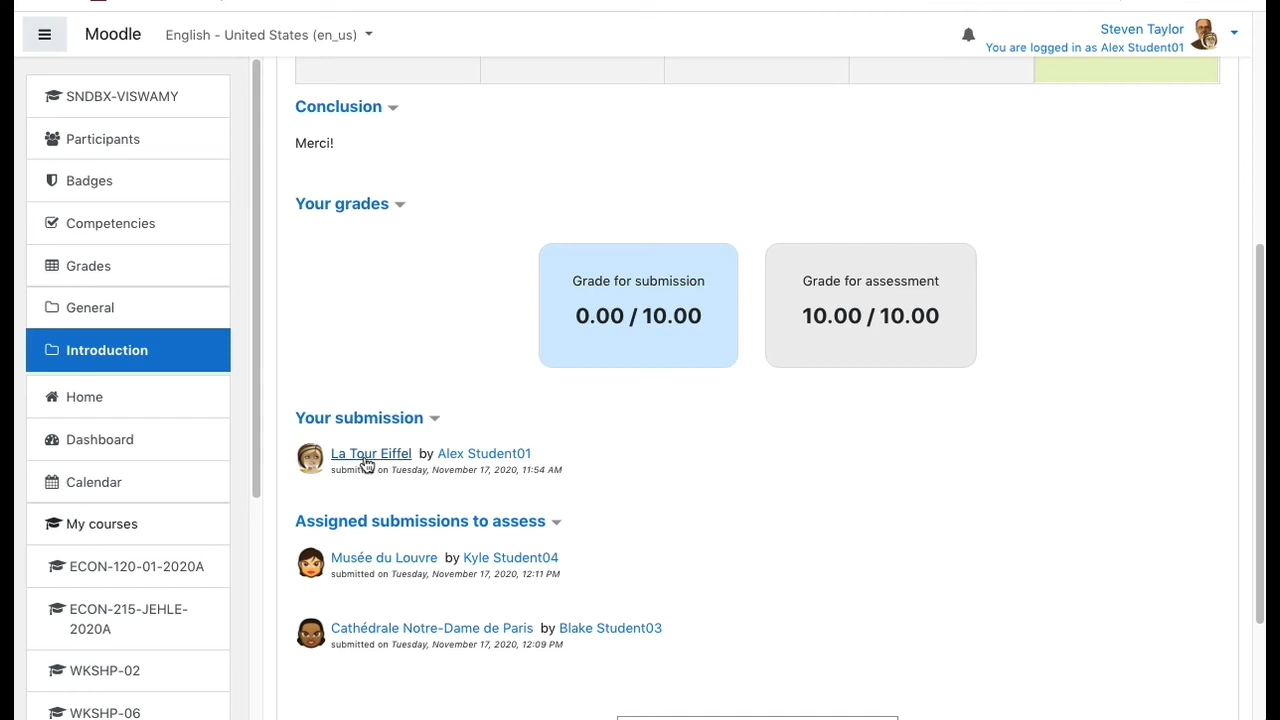 Moodle
English - United States (en_us)
Steven Taylor
You are logged in as Alex Student01
SNDBX-VISWAMY
Participants
Badges
Competencies
Grades
General
Introduction
Home
Dashboard
Calendar
My courses
ECON-120-01-2020A
ECON-215-JEHLE-
2020A
WKSHP-02
WKSHP-06
Conclusion
Merci!
Your grades
Grade for submission
0.00 / 10.00
Grade for assessment
10.00 / 10.00
Your submission
La Tour Eiffel by Alex Student01
submitted on Tuesday, November 17, 2020, 11:54 AM
Assigned submissions to assess
Musée du Louvre by Kyle Student04
submitted on Tuesday, November 17, 2020, 12:11 PM
Cathédrale Notre-Dame de Paris by Blake Student03
submitted on Tuesday, November 17, 2020, 12:09 PM